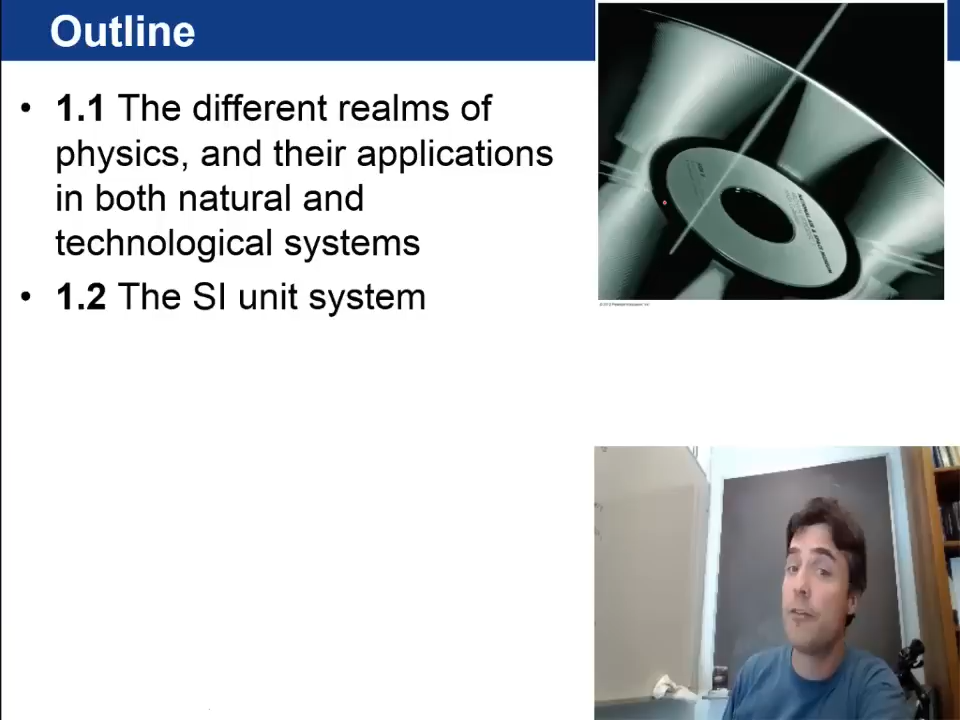 Outline
• 1.1 The different realms of
physics, and their applications
in both natural and
technological systems
• 1.2 The SI unit system